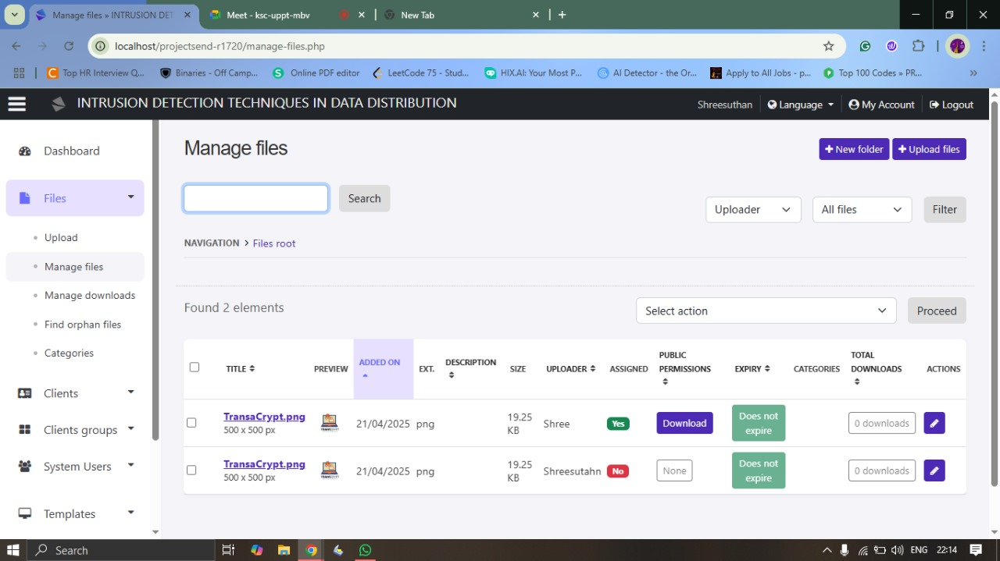 Manage files » INTRUSION DET
Meet - ksc-uppt-mbv
New Tab
localhost/projectsend-r1720/manage-files.php
Top HR Interview Q...
Binaries - Off Camp...
Online PDF editor
LeetCode 75 - Stud...
HIX.AI: Your Most P...
AI Detector - the Or...
Apply to All Jobs - p...
Top 100 Codes » PR...
INTRUSION DETECTION TECHNIQUES IN DATA DISTRIBUTION
Shreesuthan
Language
My Account
Logout
Dashboard
Files
Upload
Manage files
Manage downloads
Find orphan files
Categories
Clients
Clients groups
System Users
Templates
Manage files
New folder
Upload files
Search
Uploader
All files
Filter
NAVIGATION > Files root
Found 2 elements
Select action
Proceed
TITLE PREVIEW ADDED ON EXT. DESCRIPTION SIZE UPLOADER ASSIGNED PUBLIC PERMISSIONS EXPIRY CATEGORIES TOTAL DOWNLOADS ACTIONS
TransaCrypt.png
500 x 500 px
21/04/2025 png 19.25 KB Shree Yes Download Does not expire 0 downloads
TransaCrypt.png
500 x 500 px
21/04/2025 png 19.25 KB Shreesutahn No None Does not expire 0 downloads
Search
ENG 22:14